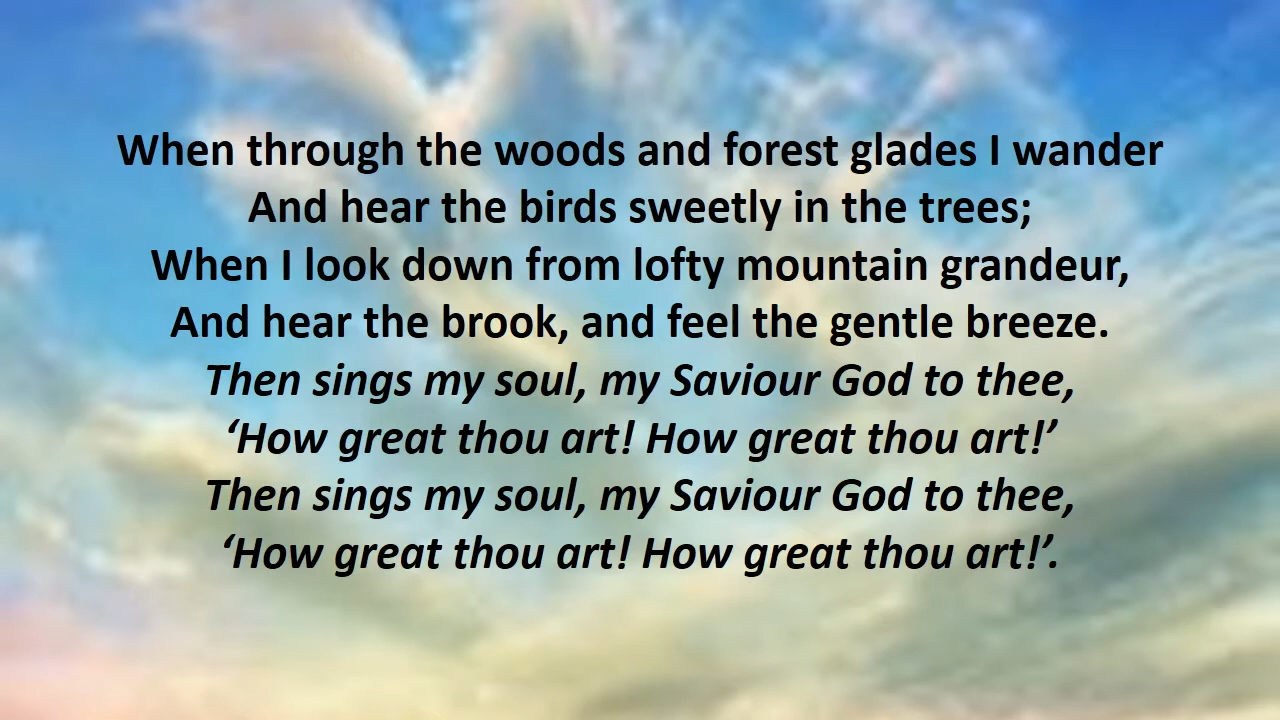 When through the woods and forest glades I wander
And hear the birds sweetly in the trees;
When I look down from lofty mountain grandeur,
And hear the brook, and feel the gentle breeze.
Then sings my soul, my Saviour God to thee,
‘How great thou art! How great thou art!’
Then sings my soul, my Saviour God to thee,
‘How great thou art! How great thou art!’.